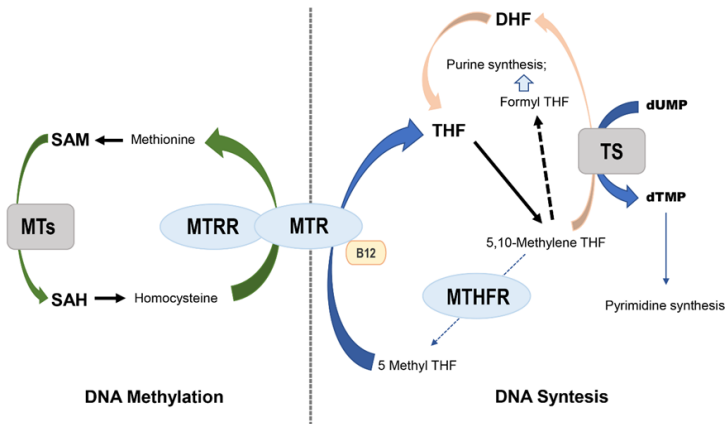 DHF
Purine synthesis;
Formyl THF
dUMP
SAM
Methionine
THF
TS
MTs
MTRR
MTR
dTMP
B12
5,10-Methylene THF
SAH
Homocysteine
MTHFR
Pyrimidine synthesis
5 Methyl THF
DNA Methylation
DNA Syntesis